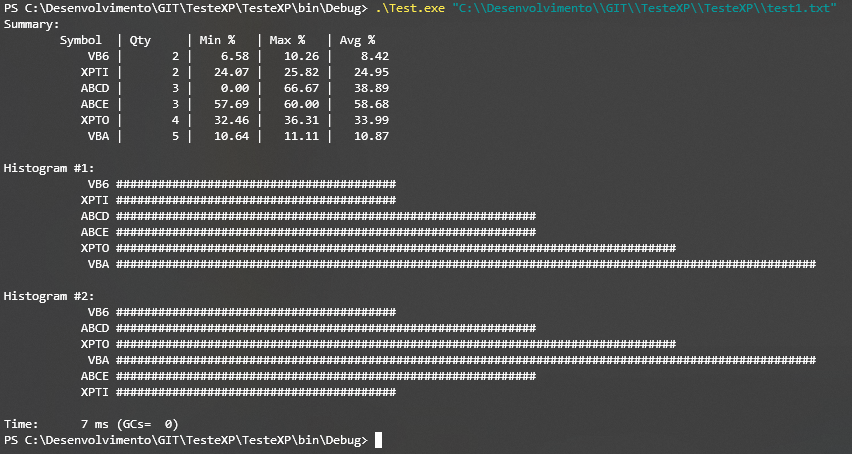 PS C:\Desenvolvimento\GIT\TesteXP\TesteXP\bin\Debug> .\Test.exe "C:\\Desenvolvimento\\GIT\\TesteXP\\TesteXP\\test1.txt"
Summary:
        Symbol  | Qty     | Min %   | Max %   | Avg %
            VB6 |       2 |    6.58 |   10.26 |    8.42
           XPTI |       2 |   24.07 |   25.82 |   24.95
           ABCD |       3 |    0.00 |   66.67 |   38.89
           ABCE |       3 |   57.69 |   60.00 |   58.68
           XPTO |       4 |   32.46 |   36.31 |   33.99
            VBA |       5 |   10.64 |   11.11 |   10.87
Histogram #1:
            VB6 ########################################
           XPTI ########################################
           ABCD ############################################################
           ABCE ############################################################
           XPTO ################################################################################
            VBA ####################################################################################################
Histogram #2:
            VB6 ########################################
           ABCD ############################################################
           XPTO ################################################################################
            VBA ####################################################################################################
           ABCE ############################################################
           XPTI ########################################
Time:      7 ms (GCs=  0)
PS C:\Desenvolvimento\GIT\TesteXP\TesteXP\bin\Debug>